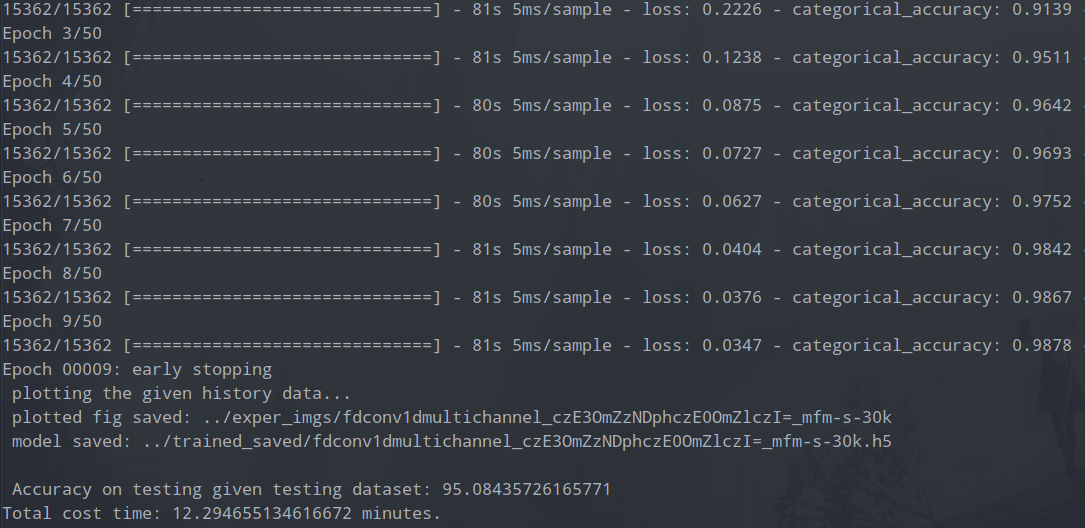 15362/15362 [==============================] - 81s 5ms/sample - loss: 0.2226 - categorical_accuracy: 0.9139 -
Epoch 3/50
15362/15362 [==============================] - 81s 5ms/sample - loss: 0.1238 - categorical_accuracy: 0.9511 -
Epoch 4/50
15362/15362 [==============================] - 80s 5ms/sample - loss: 0.0875 - categorical_accuracy: 0.9642 -
Epoch 5/50
15362/15362 [==============================] - 80s 5ms/sample - loss: 0.0727 - categorical_accuracy: 0.9693 -
Epoch 6/50
15362/15362 [==============================] - 80s 5ms/sample - loss: 0.0627 - categorical_accuracy: 0.9752 -
Epoch 7/50
15362/15362 [==============================] - 81s 5ms/sample - loss: 0.0404 - categorical_accuracy: 0.9842 -
Epoch 8/50
15362/15362 [==============================] - 81s 5ms/sample - loss: 0.0376 - categorical_accuracy: 0.9867 -
Epoch 9/50
15362/15362 [==============================] - 81s 5ms/sample - loss: 0.0347 - categorical_accuracy: 0.9878 -
Epoch 00009: early stopping
plotting the given history data...
plotted fig saved: ../exper_imgs/fdconv1dmultichannel_czE3OmZzNDphczE0OmZlczI=_mfm-s-30k
model saved: ../trained_saved/fdconv1dmultichannel_czE3OmZzNDphczE0OmZlczI=_mfm-s-30k.h5
Accuracy on testing given testing dataset: 95.08435726165771
Total cost time: 12.294655134616672 minutes.